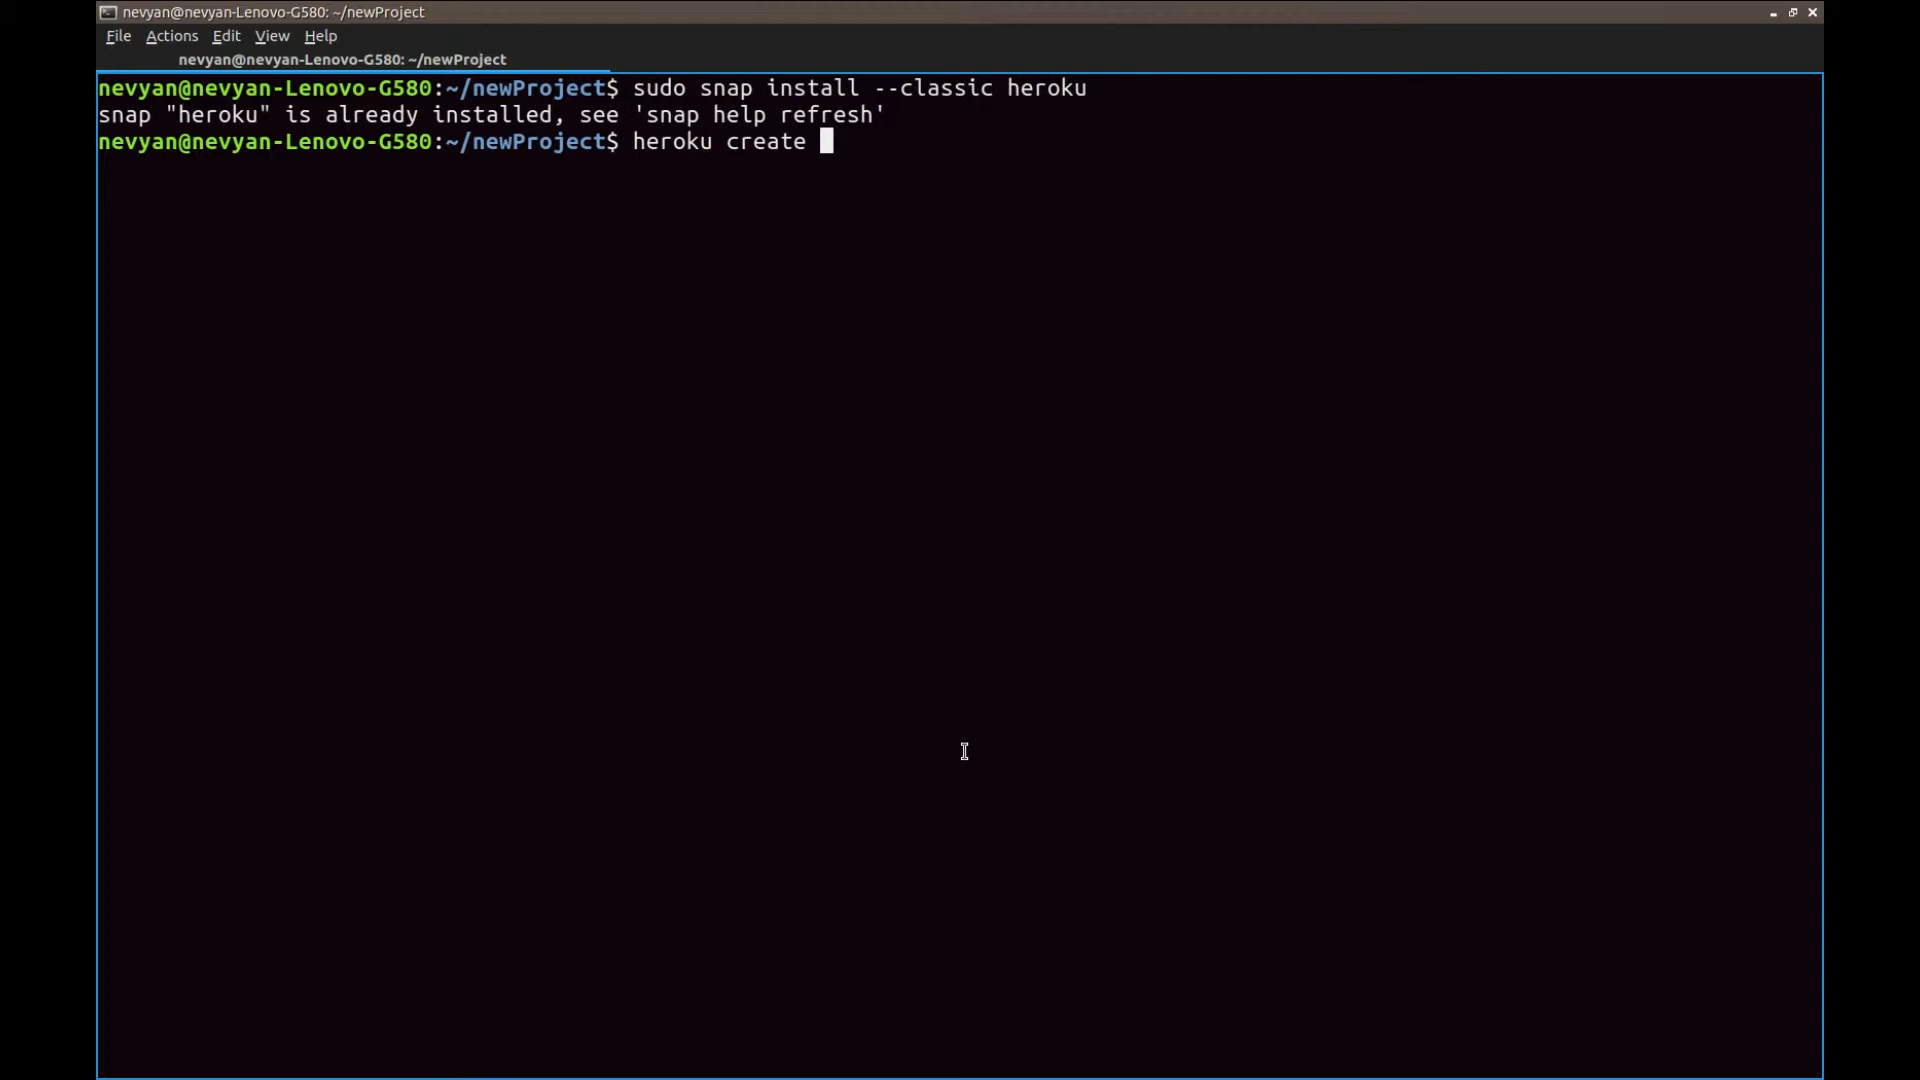 nevyan@nevyan-Lenovo-G580: ~/newProject
File Actions Edit View Help
nevyan@nevyan-Lenovo-G580: ~/newProject
nevyan@nevyan-Lenovo-G580:~/newProject$ sudo snap install --classic heroku
snap "heroku" is already installed, see 'snap help refresh'
nevyan@nevyan-Lenovo-G580:~/newProject$ heroku create